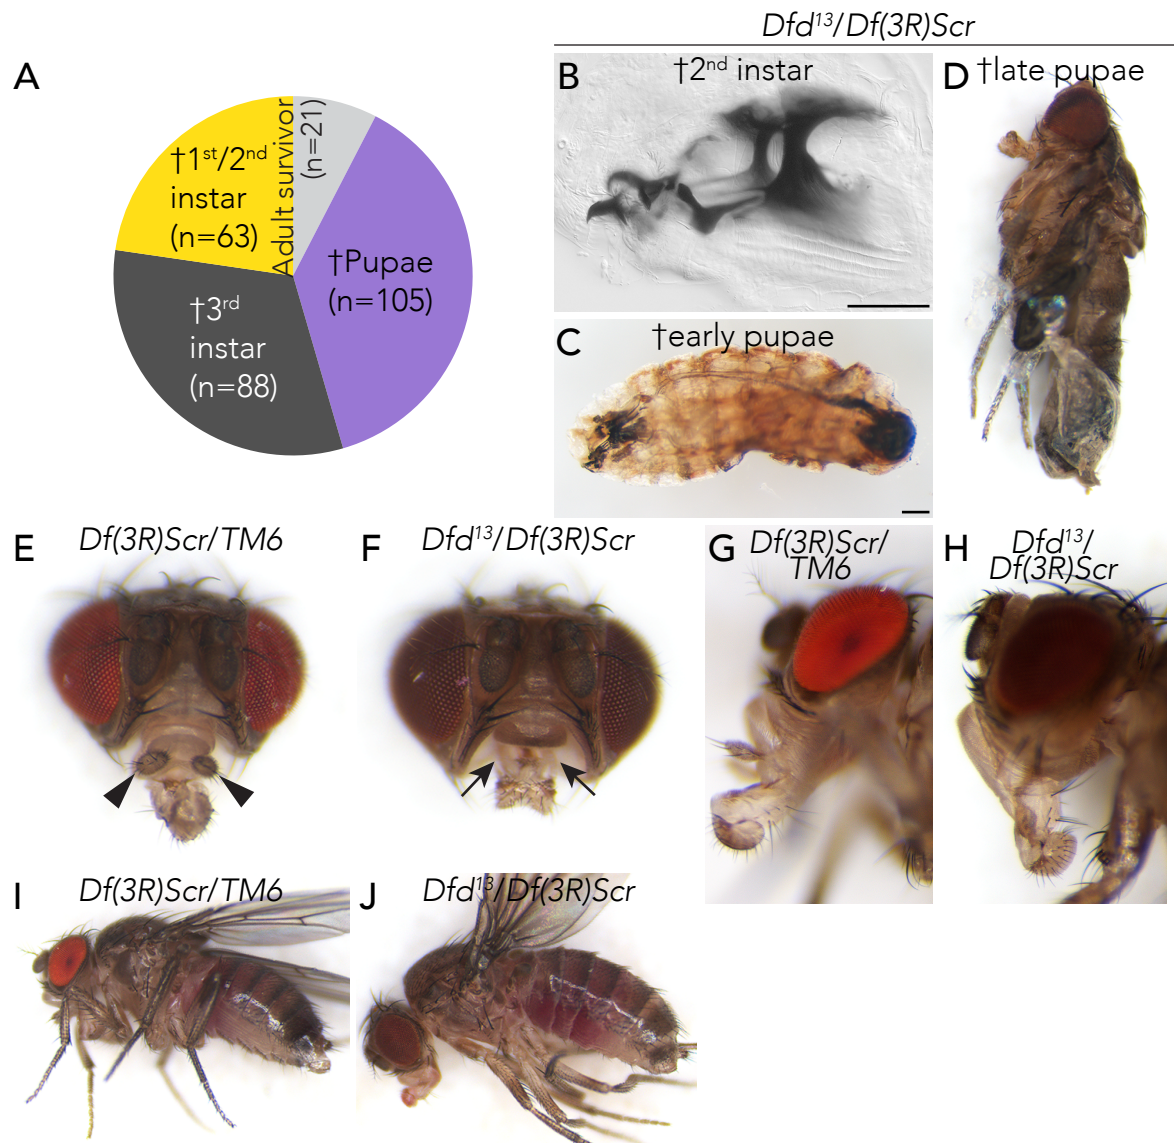 Dfd¹³/Df(3R)Scr
A
†1ˢᵗ/2ⁿᵈ
instar
(n=63)
Adult survivor
(n=21)
†Pupae
(n=105)
†3ʳᵈ
instar
(n=88)
B
†2ⁿᵈ instar
C
†early pupae
D
†late pupae
E
Df(3R)Scr/TM6
F
Dfd¹³/Df(3R)Scr
G
Df(3R)Scr/
TM6
H
Dfd¹³/
Df(3R)Scr
I
Df(3R)Scr/TM6
J
Dfd¹³/Df(3R)Scr